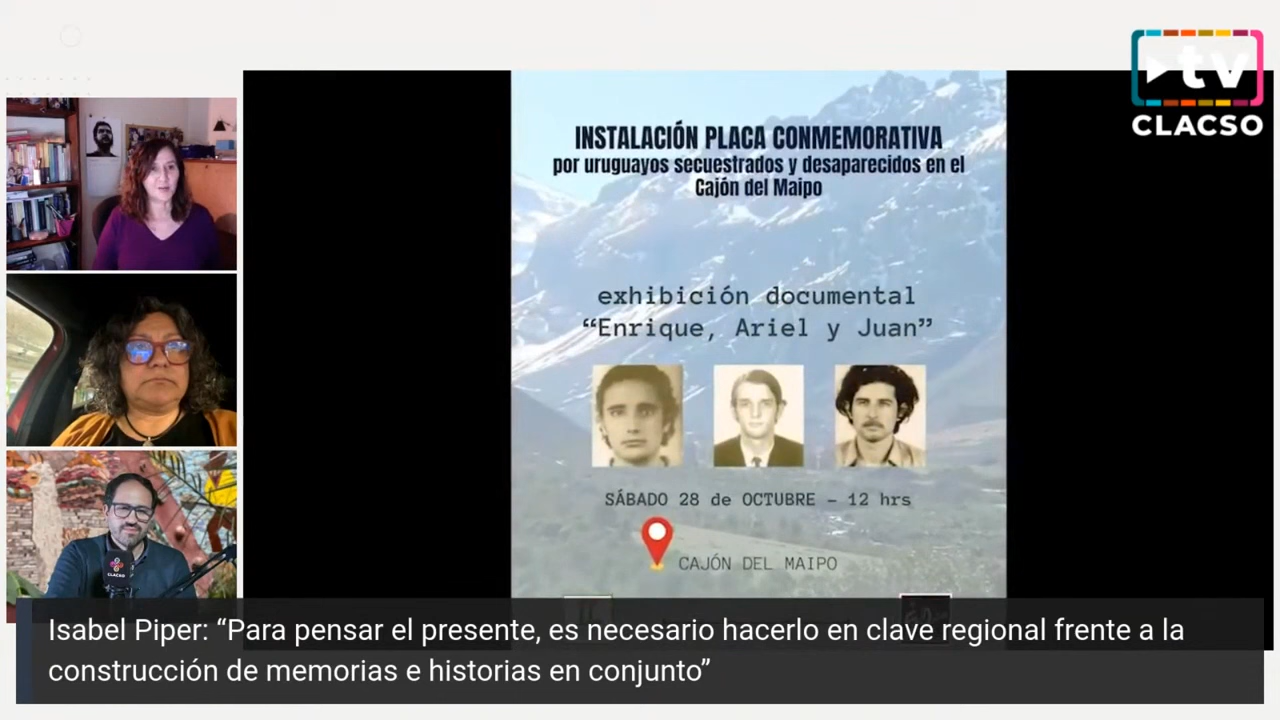 tv
CLACSO
INSTALACIÓN PLACA CONMEMORATIVA
por uruguayos secuestrados y desaparecidos en el
Cajón del Maipo
exhibición documental
“Enrique, Ariel y Juan”
SÁBADO 28 de OCTUBRE – 12 hrs
CAJÓN DEL MAIPO
CLACSO
Isabel Piper: “Para pensar el presente, es necesario hacerlo en clave regional frente a la
construcción de memorias e historias en conjunto”